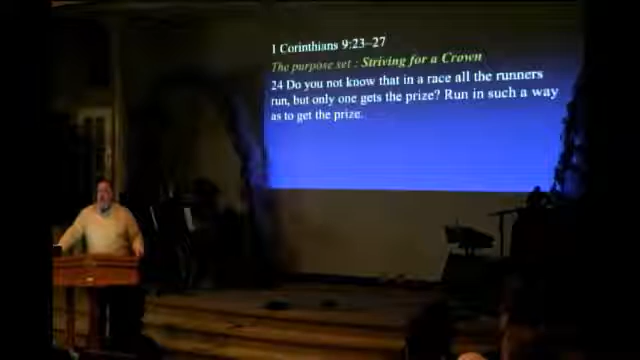 1 Corinthians 9:23–27
The purpose set : Striving for a Crown
24 Do you not know that in a race all the runners
run, but only one gets the prize? Run in such a way
as to get the prize.